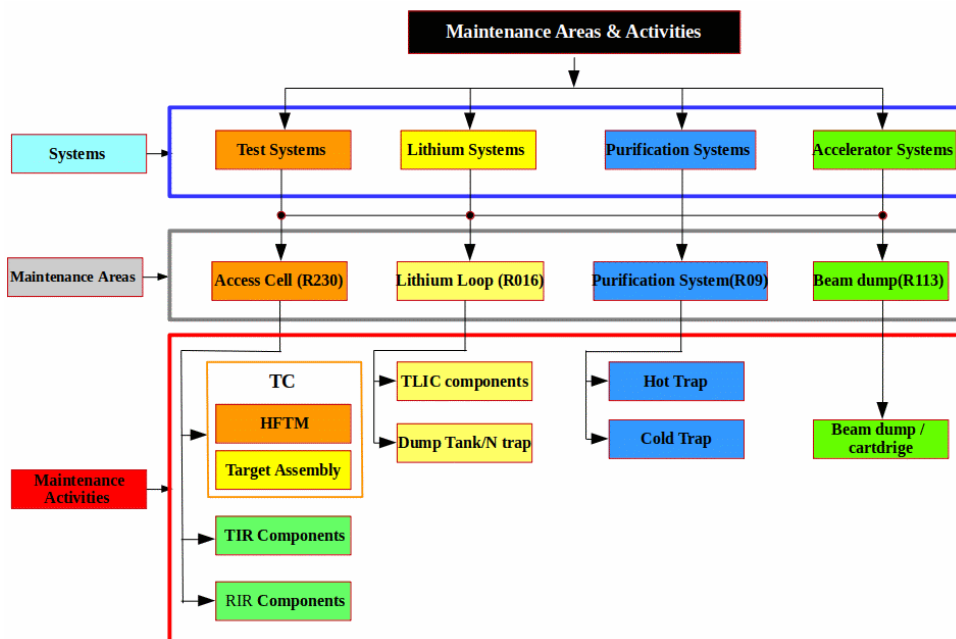 Maintenance Areas & Activities
Systems
Test Systems
Lithium Systems
Purification Systems
Accelerator Systems
Maintenance Areas
Access Cell (R230)
Lithium Loop (R016)
Purification System(R09)
Beam dump(R113)
TC
HFTM
Target Assembly
TLIC components
Dump Tank/N trap
Hot Trap
Cold Trap
Beam dump /
cartdrige
Maintenance
Activities
TIR Components
RIR Components